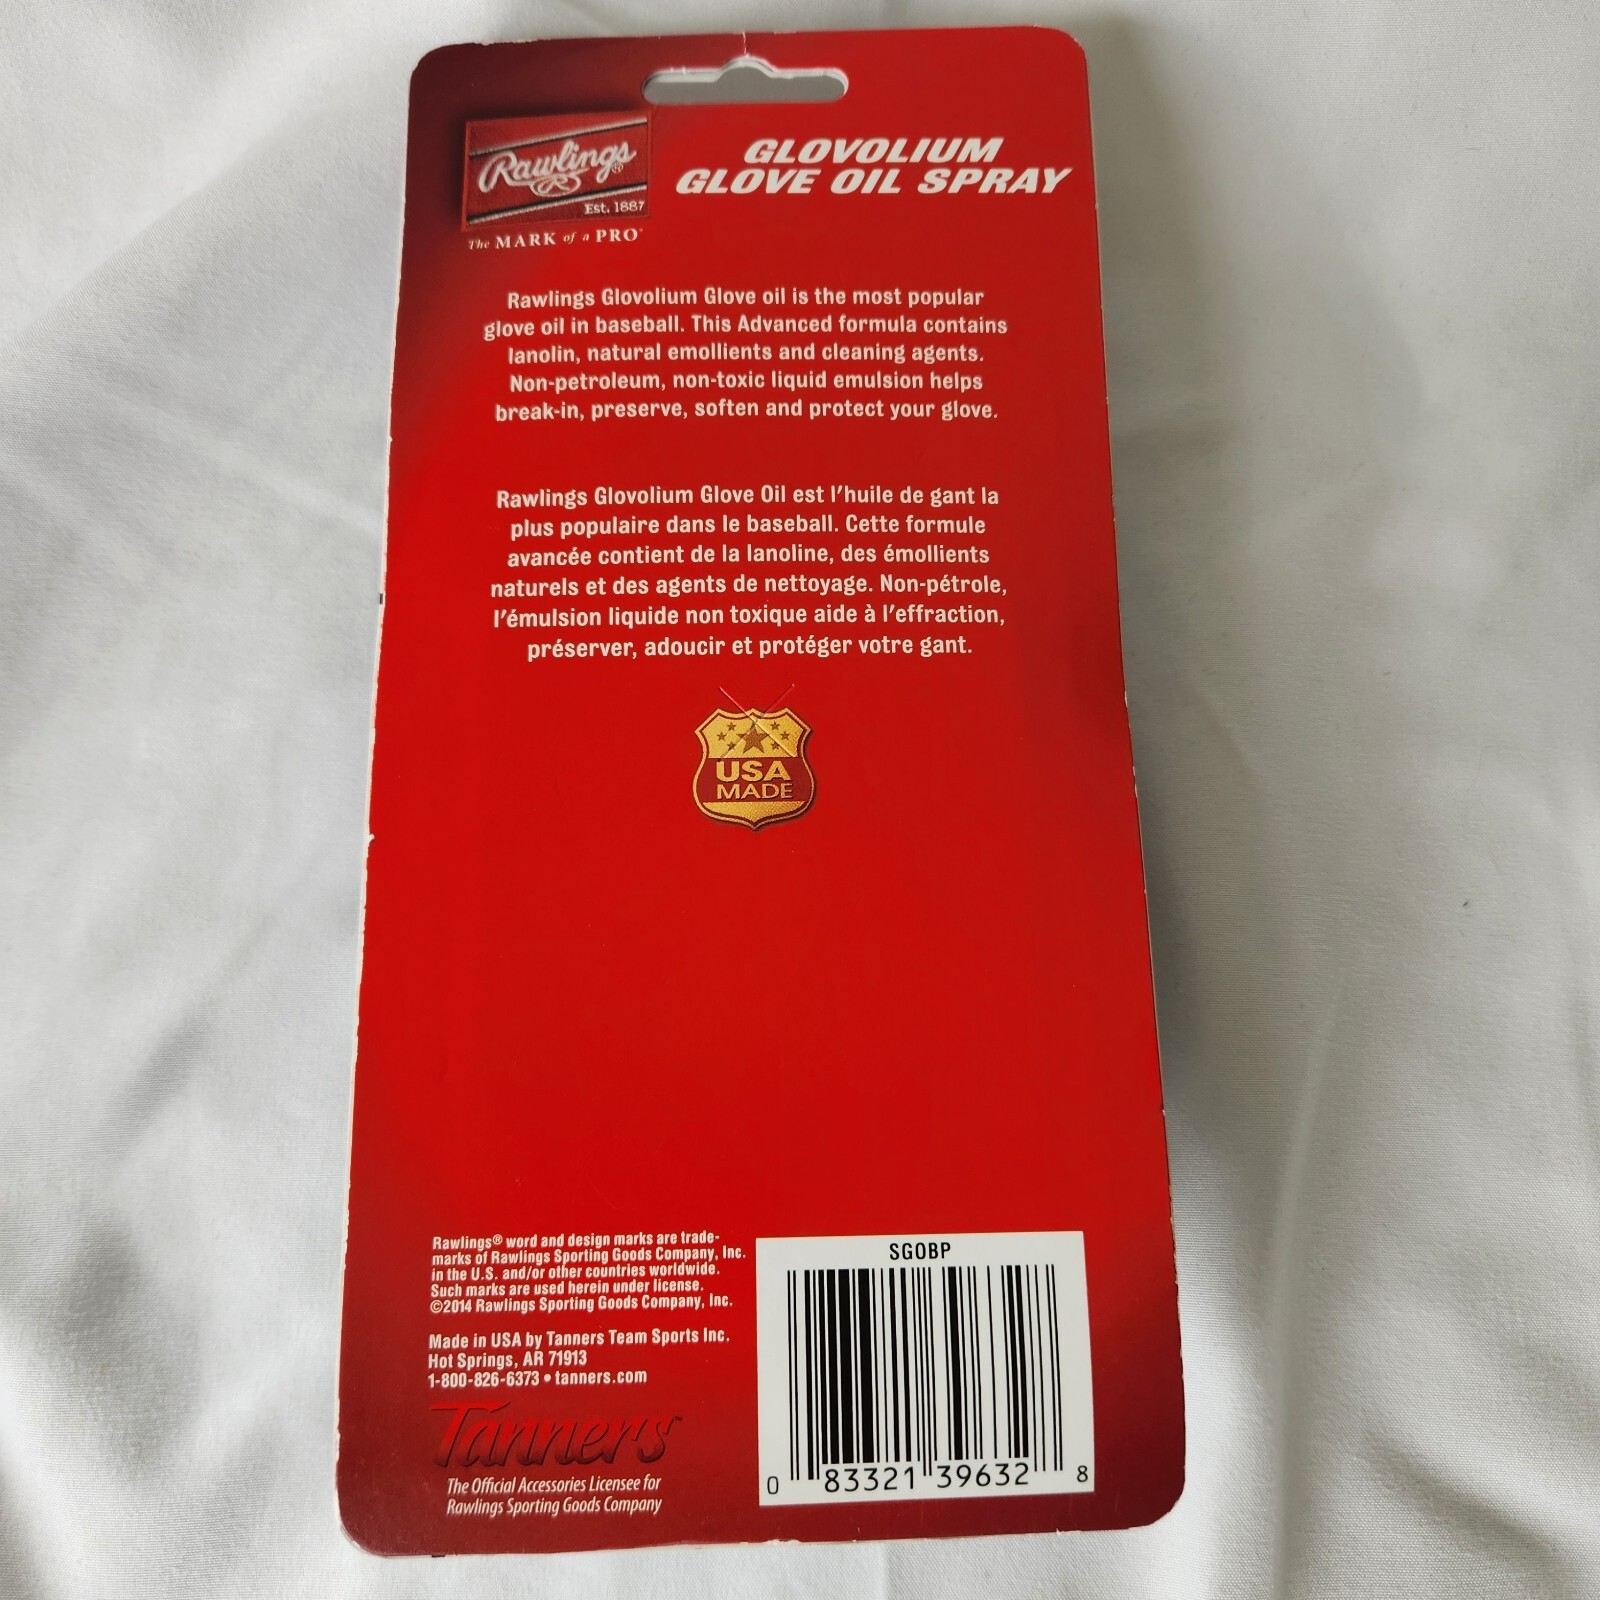 Rawlings®
Est. 1887
The MARK of a PRO®
GLOVOLIUM
GLOVE OIL SPRAY
Rawlings Glovolium Glove oil is the most popular
glove oil in baseball. This Advanced formula contains
lanolin, natural emollients and cleaning agents.
Non-petroleum, non-toxic liquid emulsion helps
break-in, preserve, soften and protect your glove.
Rawlings Glovolium Glove Oil est l'huile de gant la
plus populaire dans le baseball. Cette formule
avancée contient de la lanoline, des émollients
naturels et des agents de nettoyage. Non-pétrole,
l'émulsion liquide non toxique aide à l'effraction,
préserver, adoucir et protéger votre gant.
USA
MADE
Rawlings® word and design marks are trade-
marks of Rawlings Sporting Goods Company, Inc.
in the U.S. and/or other countries worldwide.
Such marks are used herein under license.
©2014 Rawlings Sporting Goods Company, Inc.
Made in USA by Tanners Team Sports Inc.
Hot Springs, AR 71913
1-800-826-6373 • tanners.com
Tanners™
The Official Accessories Licensee for
Rawlings Sporting Goods Company
SGOBP
0 83321 39632 8